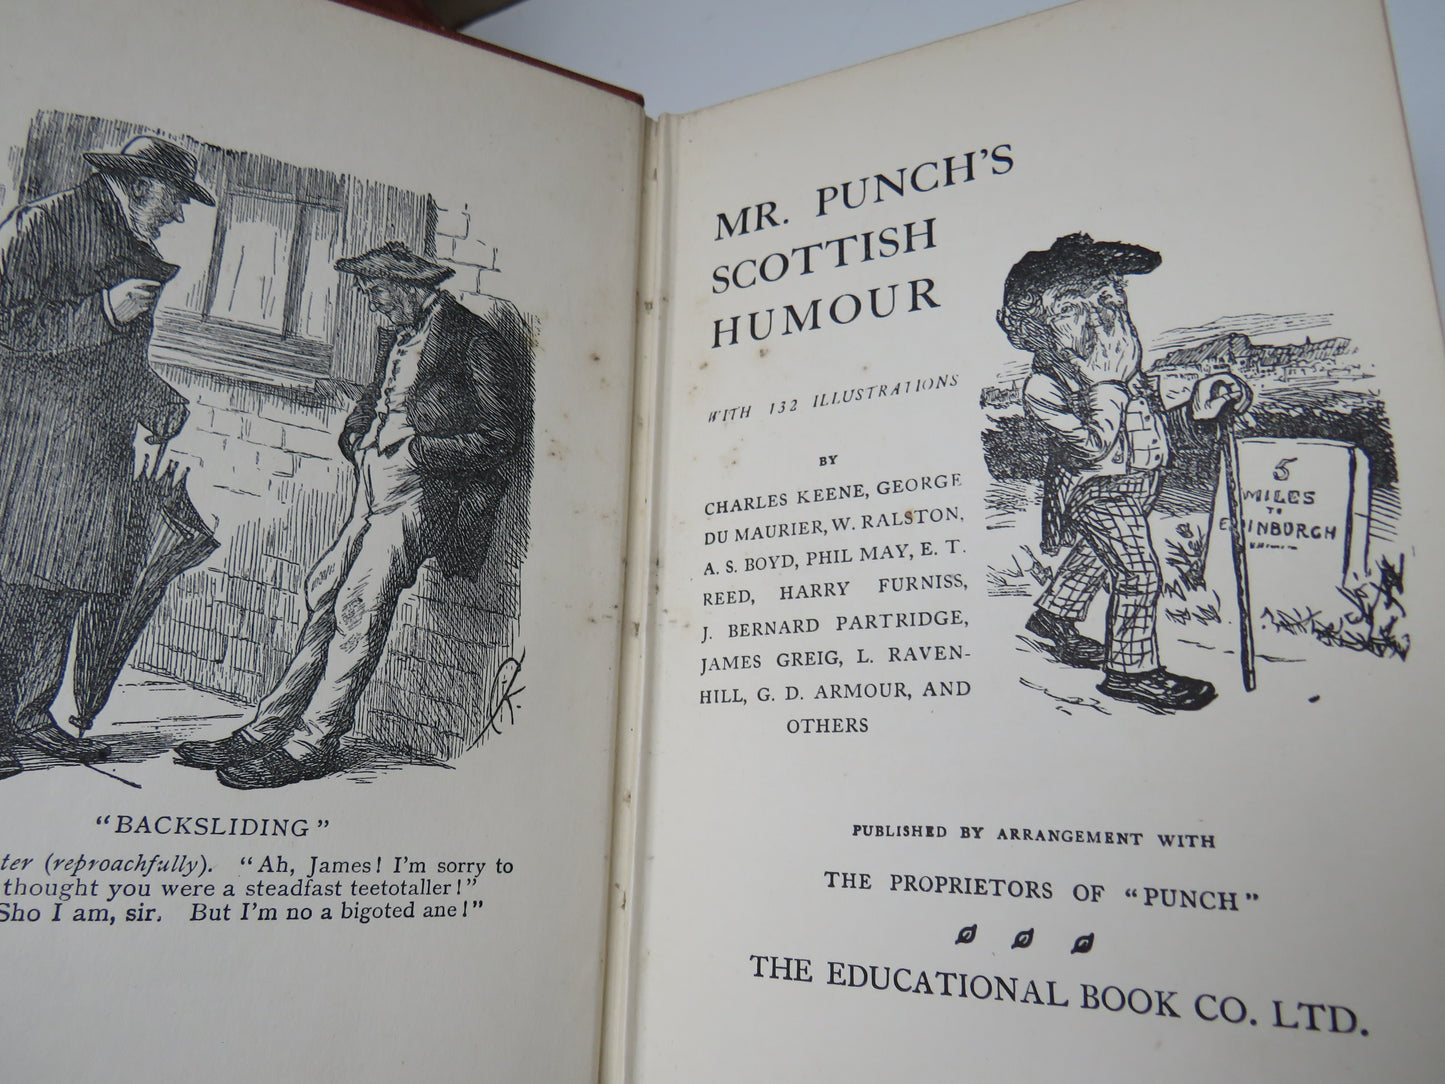 "BACKSLIDING"
(reproachfully). "Ah, James! I'm sorry to
thought you were a steadfast teetotaller!"
Sho I am, sir. But I'm no a bigoted ane!"
MR. PUNCH'S
SCOTTISH
HUMOUR
WITH 132 ILLUSTRATIONS
BY
CHARLES KEENE, GEORGE
DU MAURIER, W. RALSTON,
A. S. BOYD, PHIL MAY, E. T.
REED, HARRY FURNISS,
J. BERNARD PARTRIDGE,
JAMES GREIG, L. RAVEN-
HILL, G. D. ARMOUR, AND
OTHERS
5
MILES
TO
EDINBURGH
PUBLISHED BY ARRANGEMENT WITH
THE PROPRIETORS OF "PUNCH"
THE EDUCATIONAL BOOK CO. LTD.